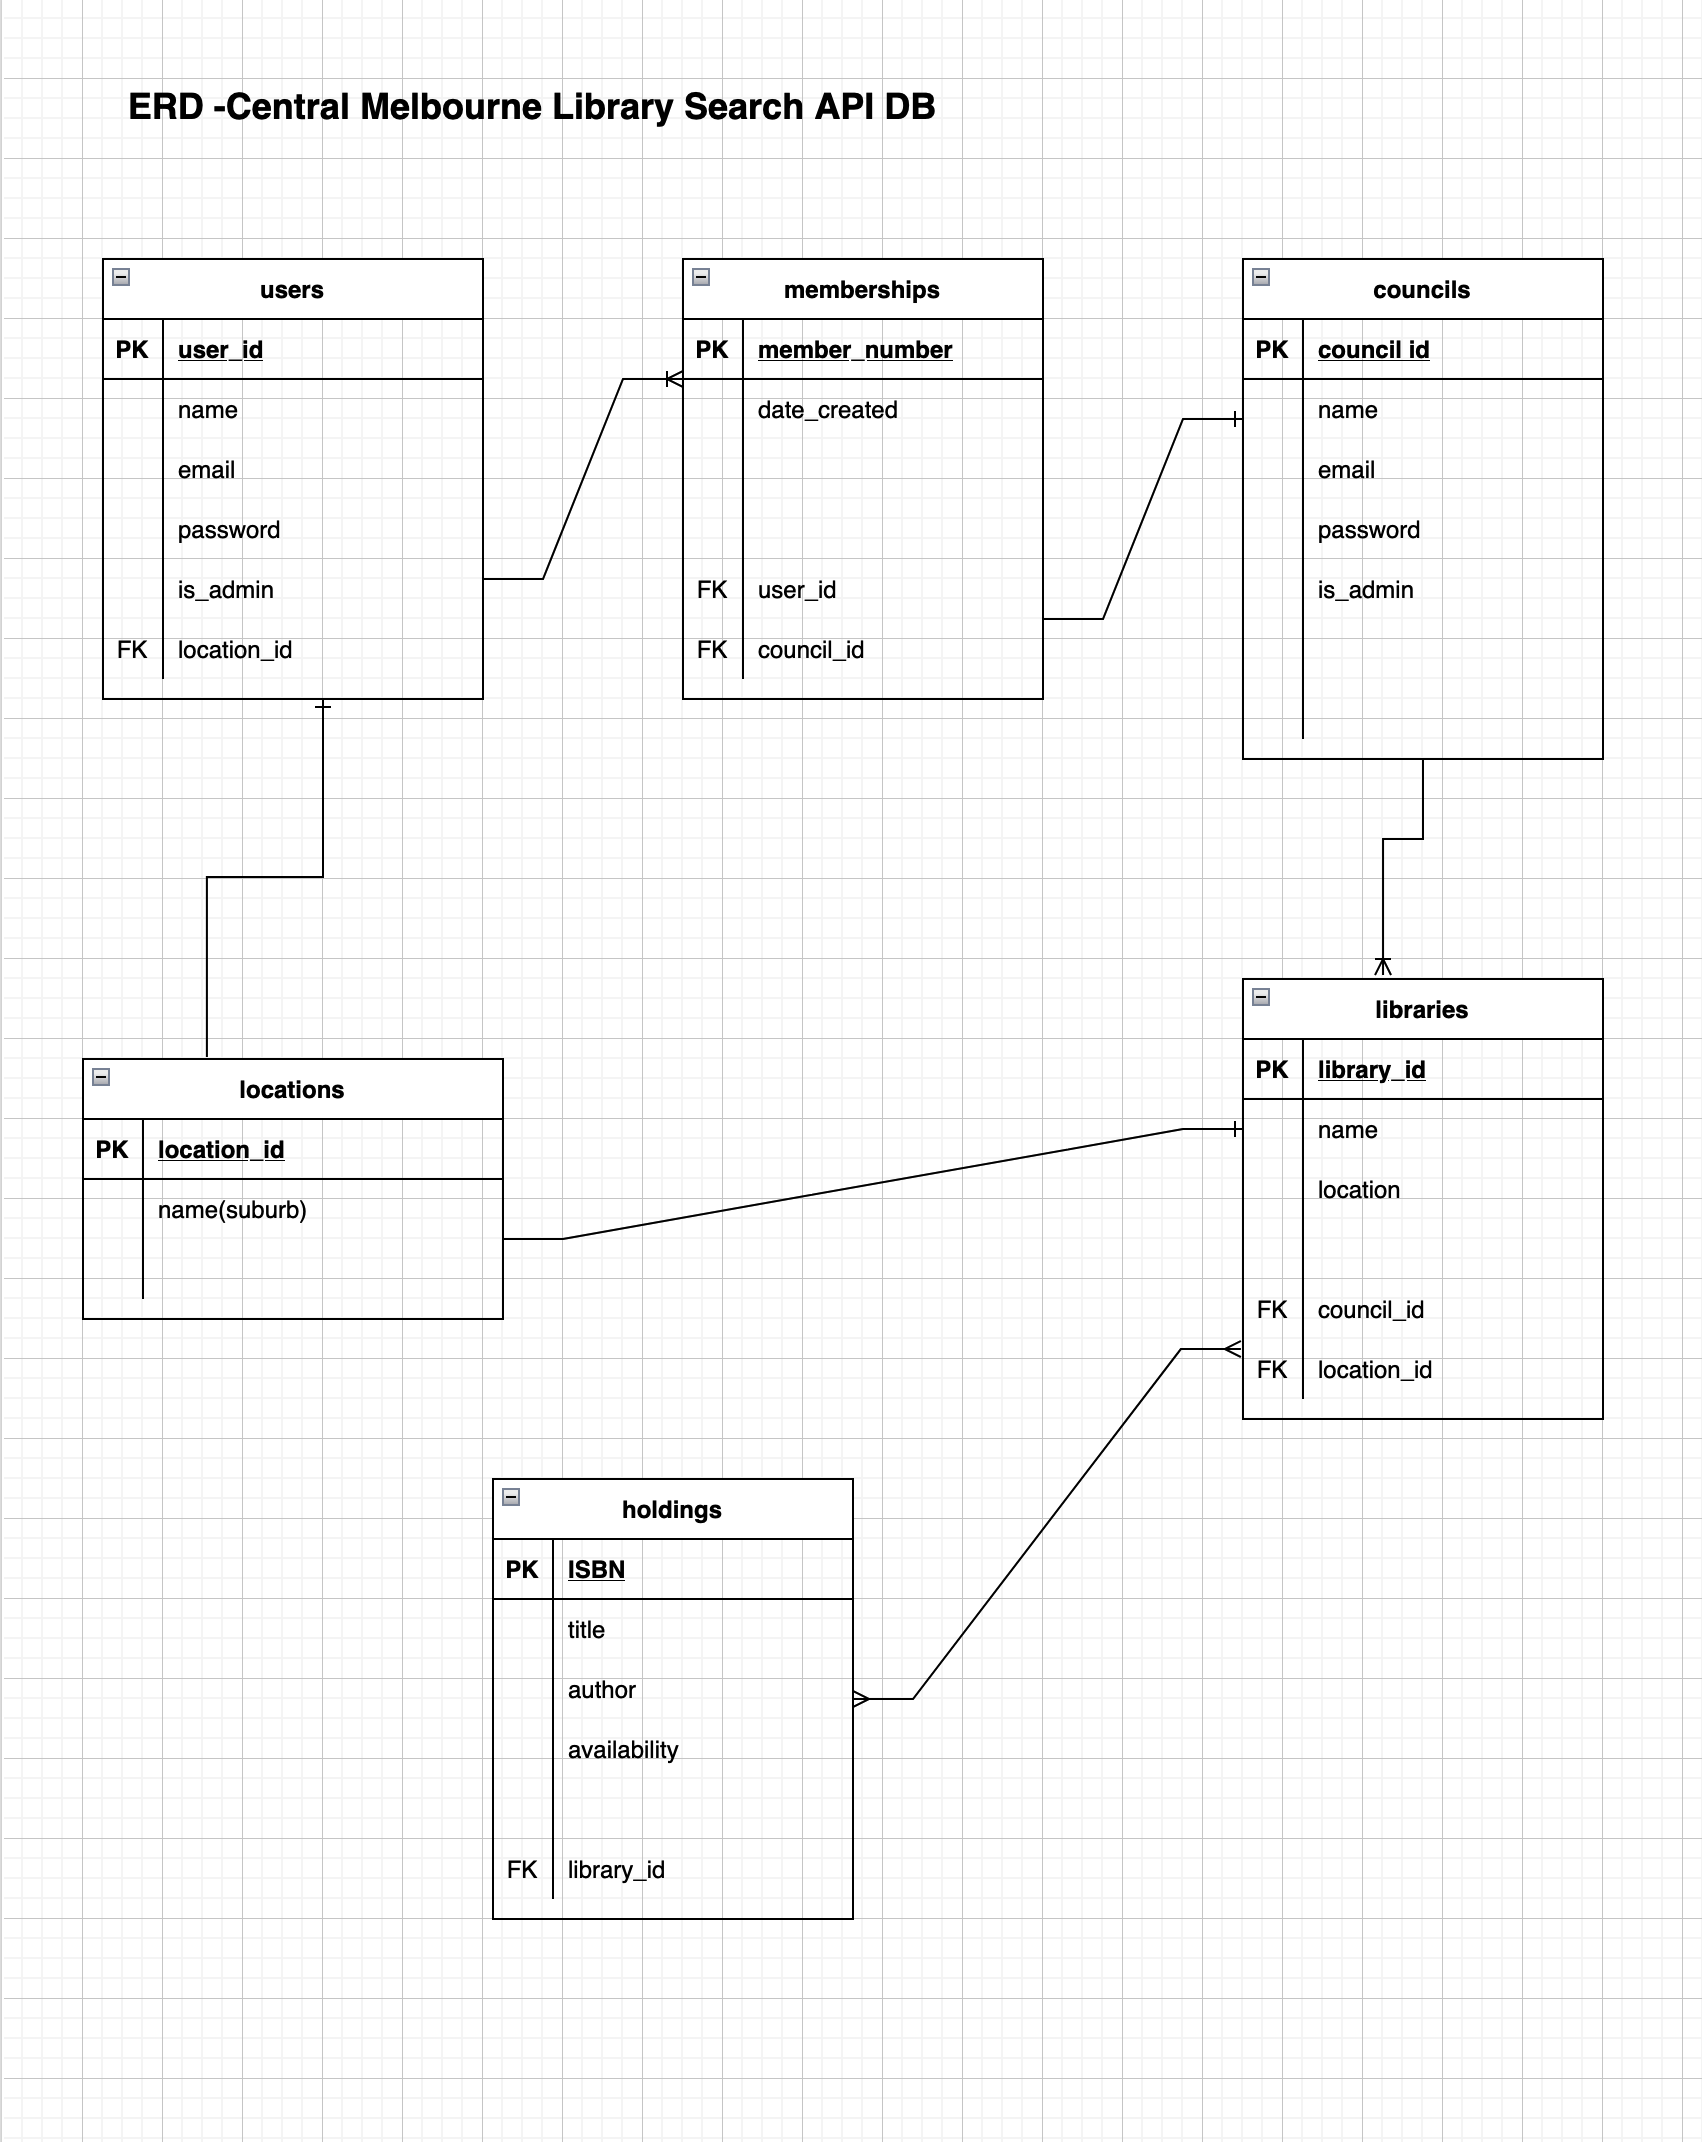 ERD -Central Melbourne Library Search API DB
users
PK user_id
name
email
password
is_admin
FK location_id
memberships
PK member_number
date_created
FK user_id
FK council_id
councils
PK council id
name
email
password
is_admin
locations
PK location_id
name(suburb)
libraries
PK library_id
name
location
FK council_id
FK location_id
holdings
PK ISBN
title
author
availability
FK library_id